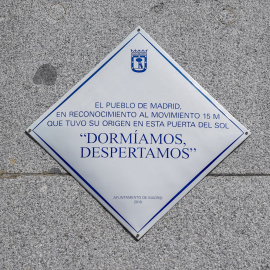 EL PUEBLO DE MADRID,
EN RECONOCIMIENTO AL MOVIMIENTO 15 M
QUE TUVO SU ORIGEN EN ESTA PUERTA DEL SOL
“DORMÍAMOS,
DESPERTAMOS”
AYUNTAMIENTO DE MADRID